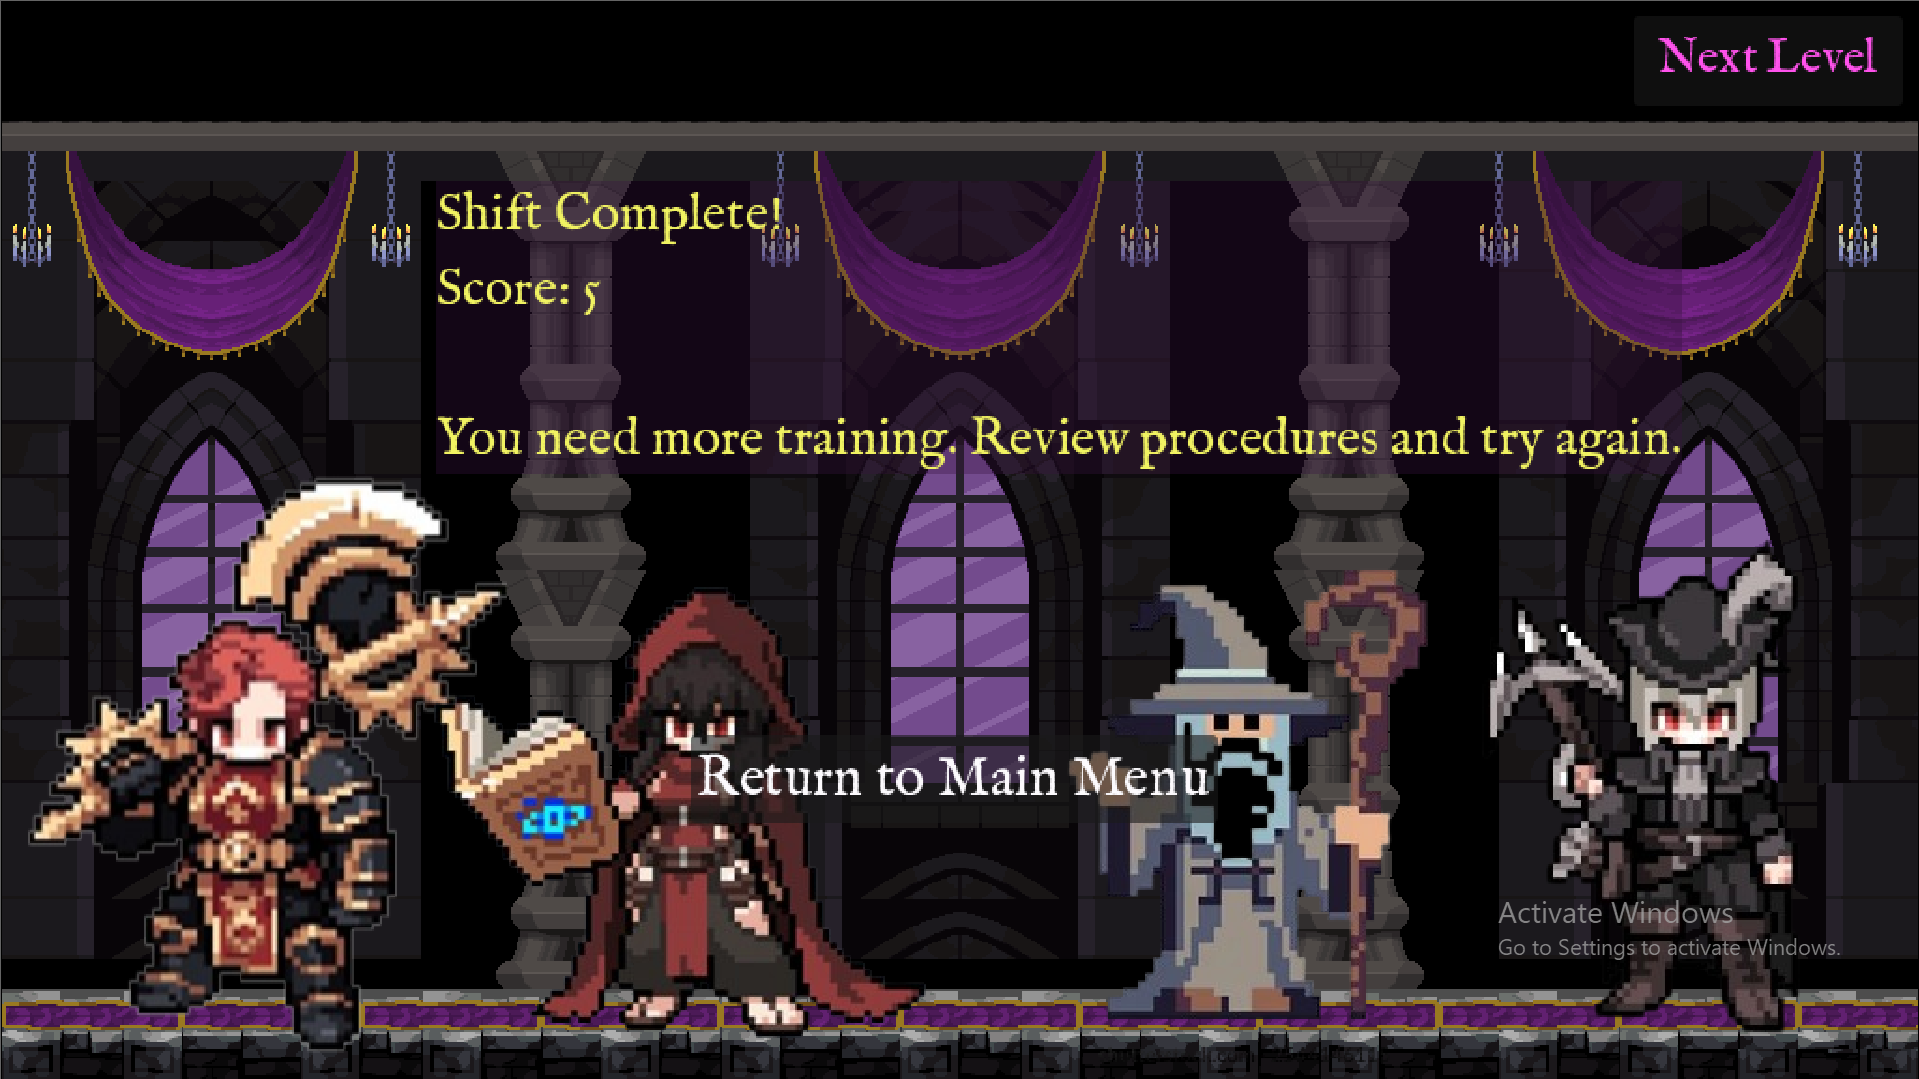 Next Level
Shift Complete!
Score: 5
You need more training. Review procedures and try again.
Return to Main Menu
Activate Windows
Go to Settings to activate Windows.